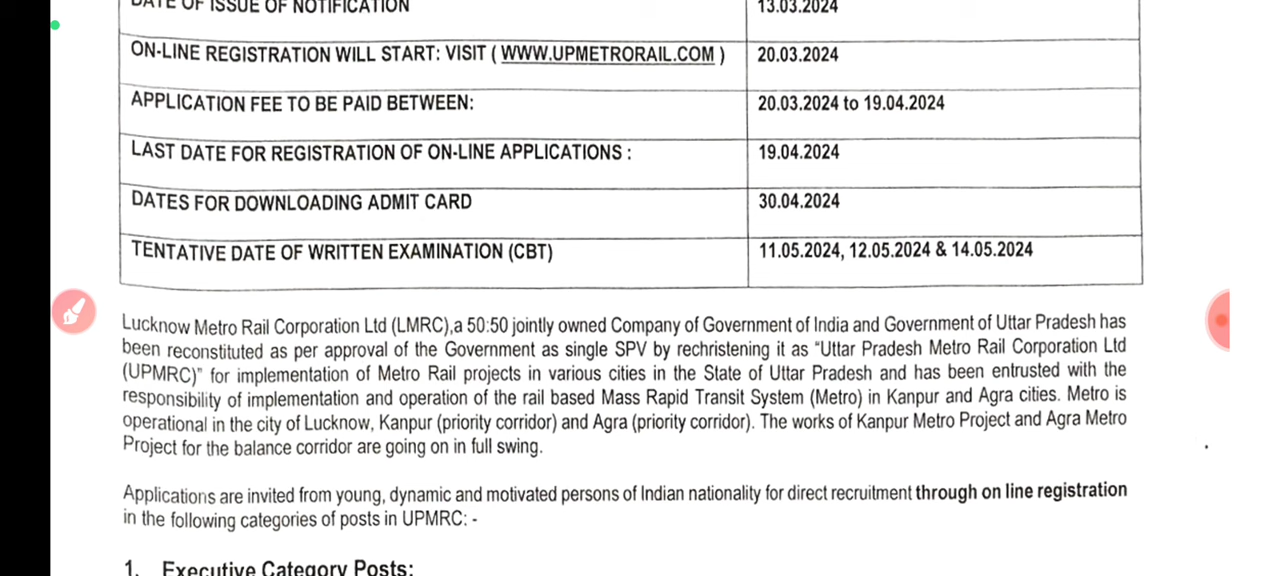 DATE OF ISSUE OF NOTIFICATION 13.03.2024
ON-LINE REGISTRATION WILL START: VISIT ( WWW.UPMETRORAIL.COM ) 20.03.2024
APPLICATION FEE TO BE PAID BETWEEN: 20.03.2024 to 19.04.2024
LAST DATE FOR REGISTRATION OF ON-LINE APPLICATIONS : 19.04.2024
DATES FOR DOWNLOADING ADMIT CARD 30.04.2024
TENTATIVE DATE OF WRITTEN EXAMINATION (CBT) 11.05.2024, 12.05.2024 & 14.05.2024
Lucknow Metro Rail Corporation Ltd (LMRC),a 50:50 jointly owned Company of Government of India and Government of Uttar Pradesh has
been reconstituted as per approval of the Government as single SPV by rechristening it as “Uttar Pradesh Metro Rail Corporation Ltd
(UPMRC)” for implementation of Metro Rail projects in various cities in the State of Uttar Pradesh and has been entrusted with the
responsibility of implementation and operation of the rail based Mass Rapid Transit System (Metro) in Kanpur and Agra cities. Metro is
operational in the city of Lucknow, Kanpur (priority corridor) and Agra (priority corridor). The works of Kanpur Metro Project and Agra Metro
Project for the balance corridor are going on in full swing.
Applications are invited from young, dynamic and motivated persons of Indian nationality for direct recruitment through on line registration
in the following categories of posts in UPMRC: -
1. Executive Category Posts: